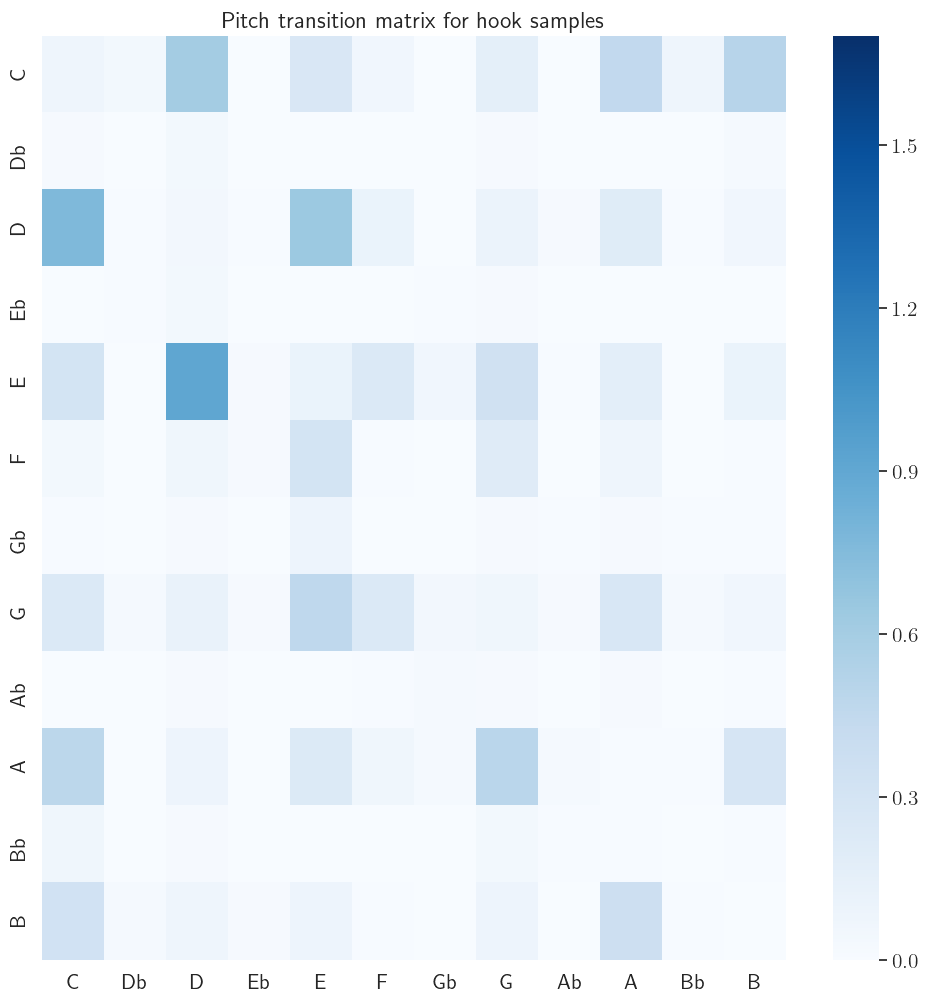 Pitch transition matrix for hook samples
C
Db
D
Eb
E
F
Gb
G
Ab
A
Bb
B
C Db D Eb E F Gb G Ab A Bb B
1.5
1.2
0.9
0.6
0.3
0.0